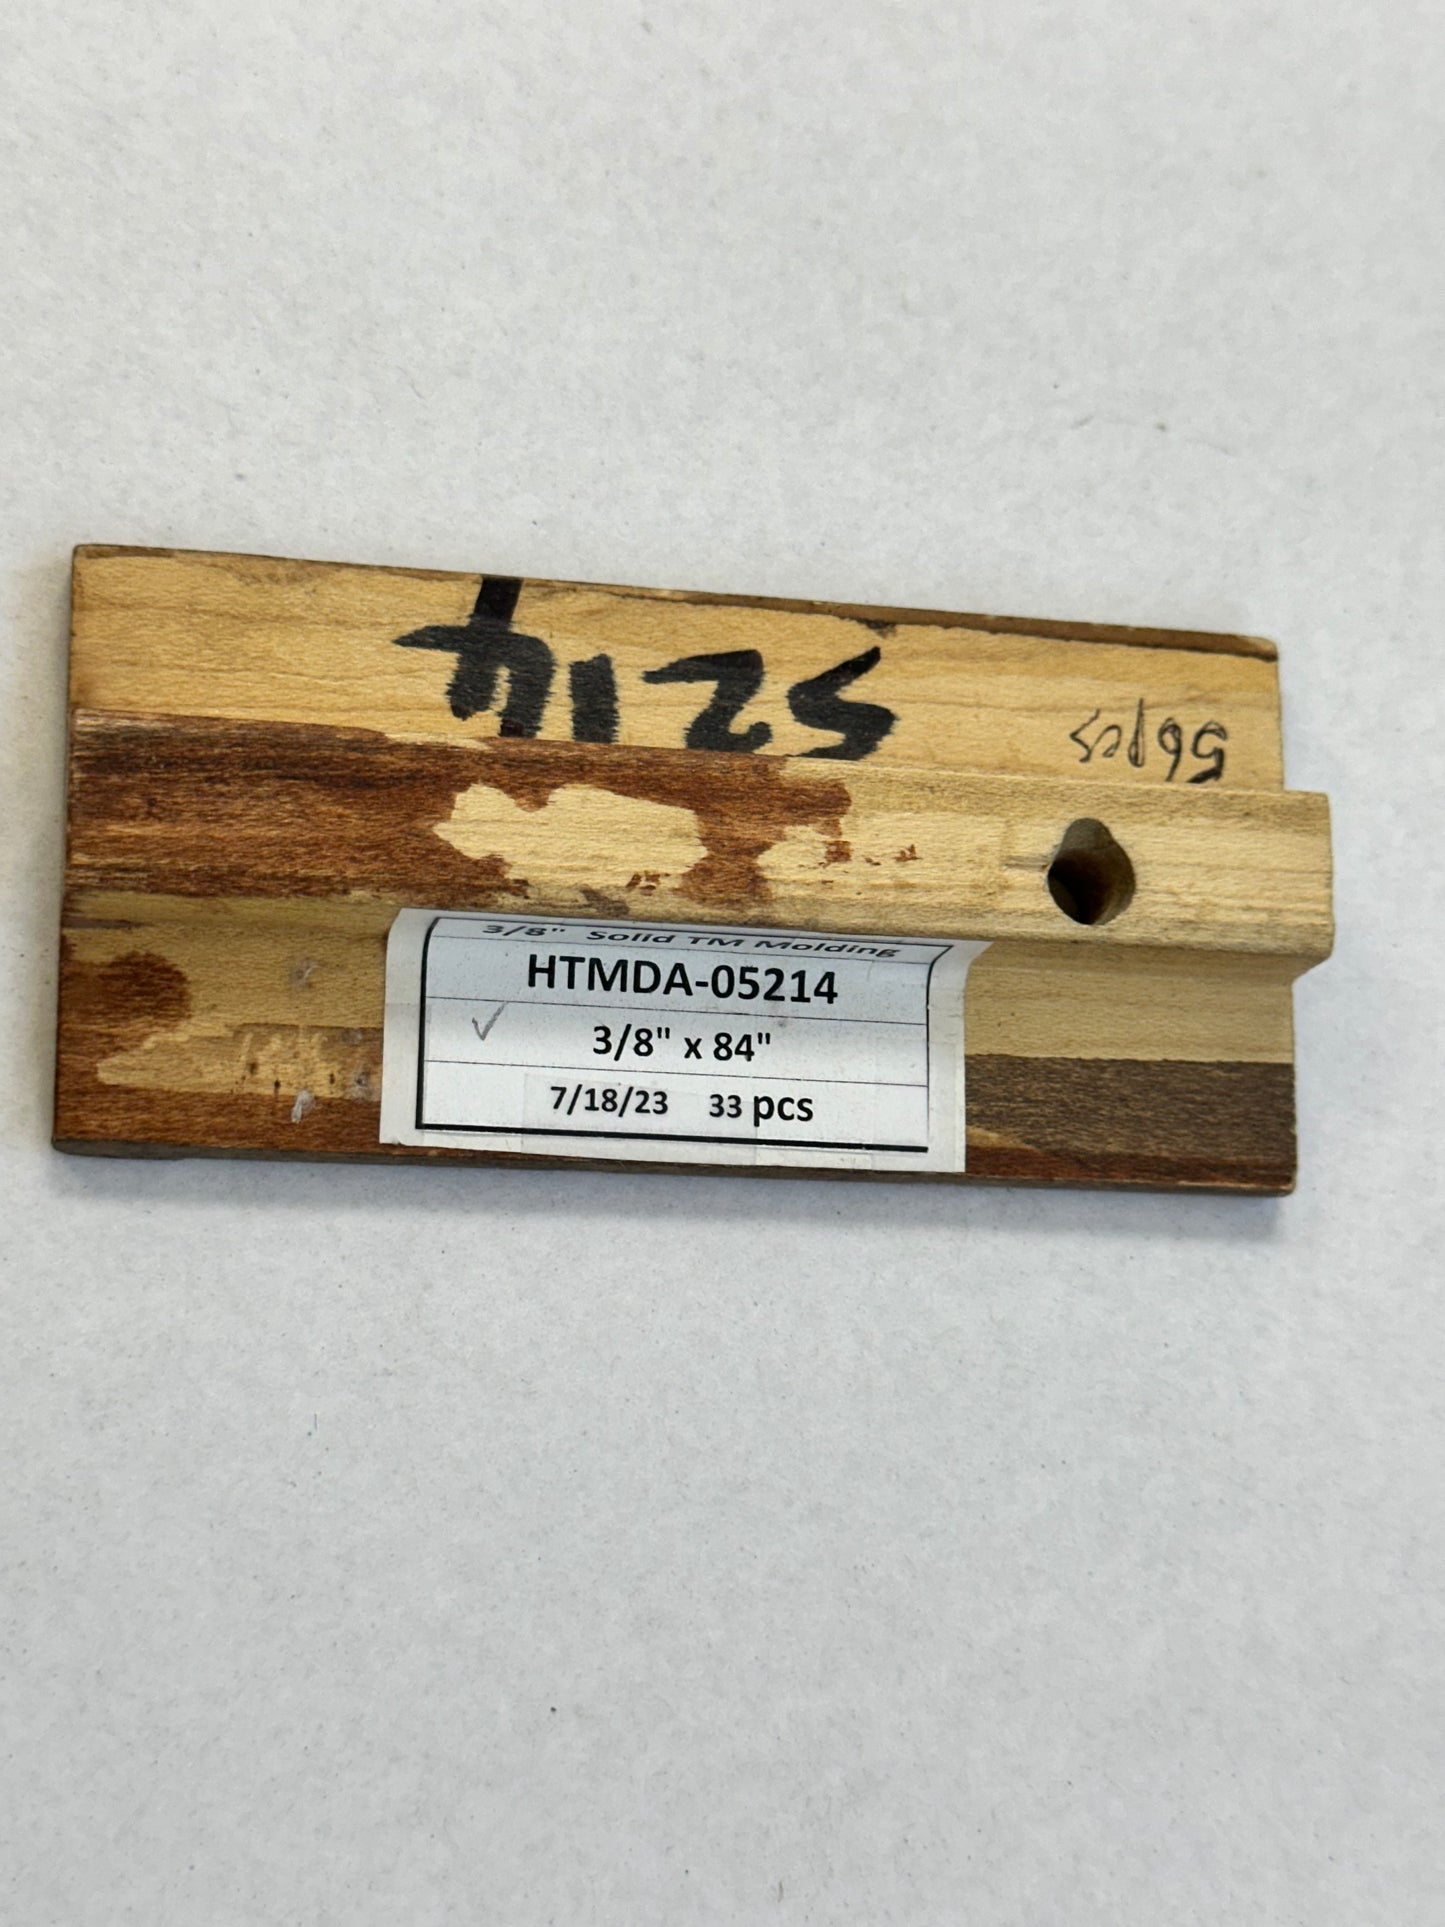 5214
56pcs
3/8" Solid TM Molding
HTMDA-05214
3/8" x 84"
7/18/23 33 pcs